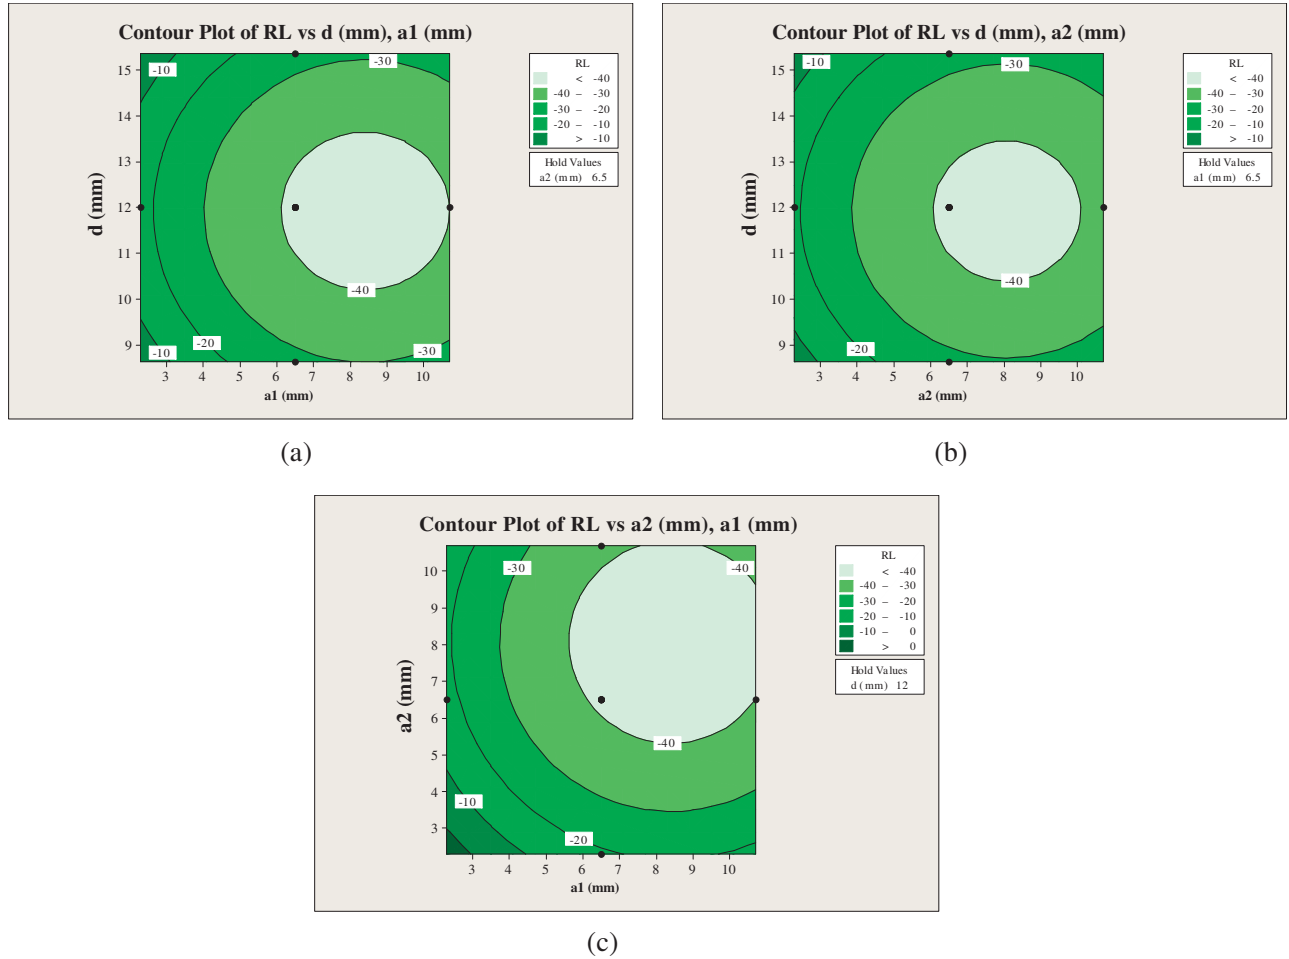 Contour Plot of RL vs d (mm), a1 (mm)
15
14
13
12
11
10
9
d (mm)
3 4 5 6 7 8 9 10
a1 (mm)
-10
-30
-40
-20
-10
-30
RL
< -40
-40 – -30
-30 – -20
-20 – -10
> -10
Hold Values
a2 (mm) 6.5
(a)
Contour Plot of RL vs d (mm), a2 (mm)
15
14
13
12
11
10
9
d (mm)
3 4 5 6 7 8 9 10
a2 (mm)
-10
-30
-40
-20
RL
< -40
-40 – -30
-30 – -20
-20 – -10
> -10
Hold Values
a1 (mm) 6.5
(b)
Contour Plot of RL vs a2 (mm), a1 (mm)
10
9
8
7
6
5
4
3
a2 (mm)
3 4 5 6 7 8 9 10
a1 (mm)
-30
-40
-40
-10
-20
RL
< -40
-40 – -30
-30 – -20
-20 – -10
-10 – 0
> 0
Hold Values
d (mm) 12
(c)